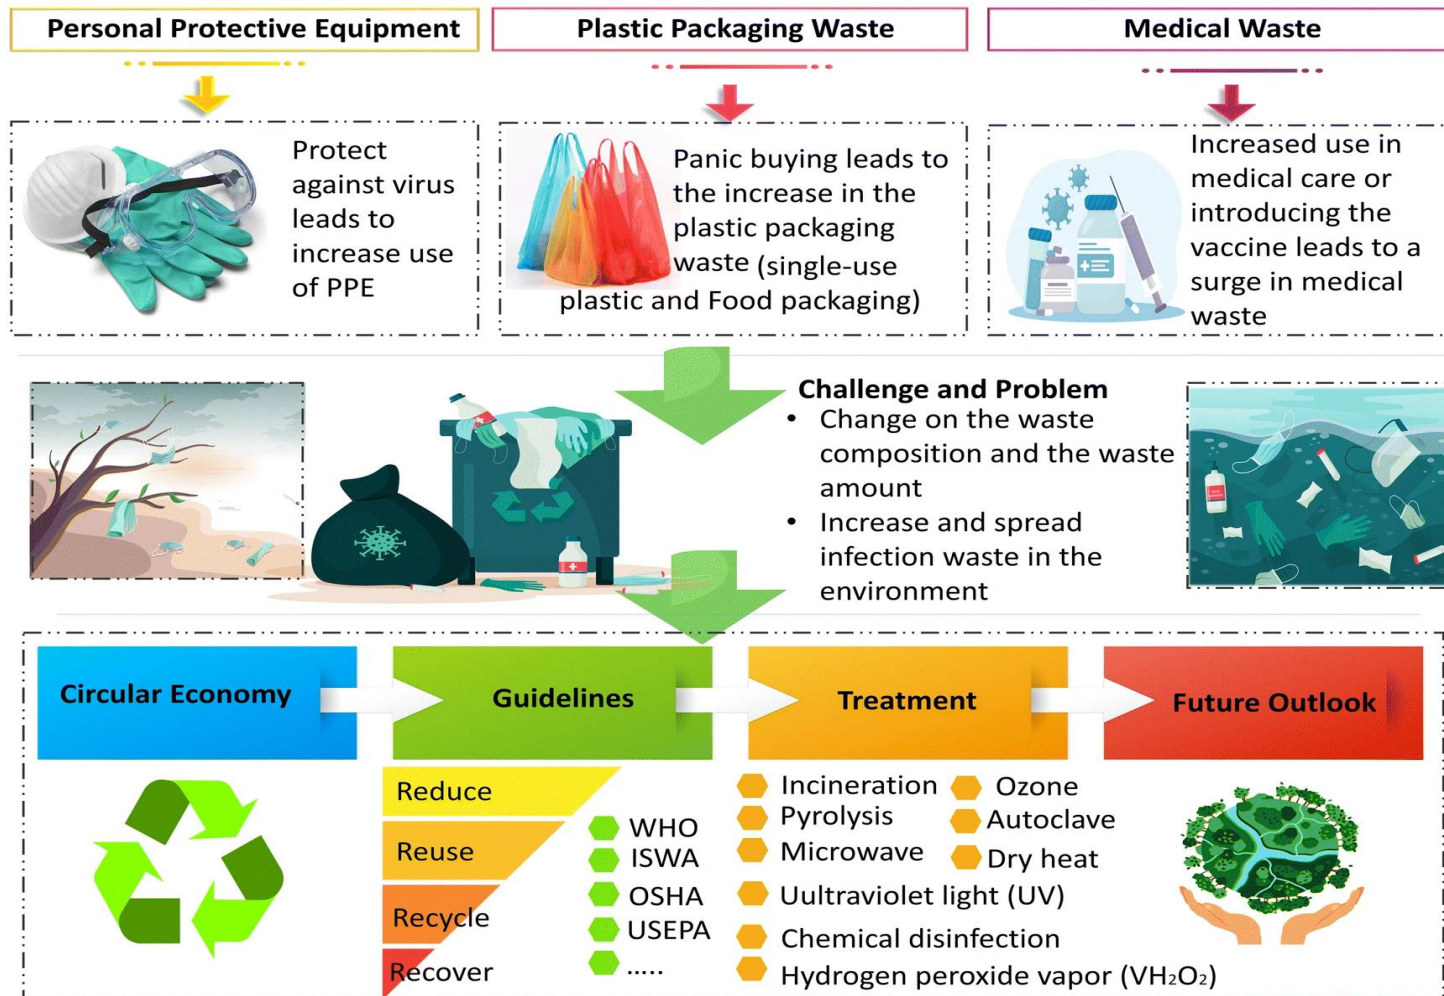 Personal Protective Equipment
Plastic Packaging Waste
Medical Waste
Protect
against virus
leads to
increase use
of PPE
Panic buying leads to
the increase in the
plastic packaging
waste (single-use
plastic and Food packaging)
Increased use in
medical care or
introducing the
vaccine leads to a
surge in medical
waste
Challenge and Problem
• Change on the waste
composition and the waste
amount
• Increase and spread
infection waste in the
environment
Circular Economy
Guidelines
Treatment
Future Outlook
Reduce
Reuse
Recycle
Recover
WHO
ISWA
OSHA
USEPA
.....
Incineration
Pyrolysis
Microwave
Uultraviolet light (UV)
Chemical disinfection
Hydrogen peroxide vapor (VH₂O₂)
Ozone
Autoclave
Dry heat